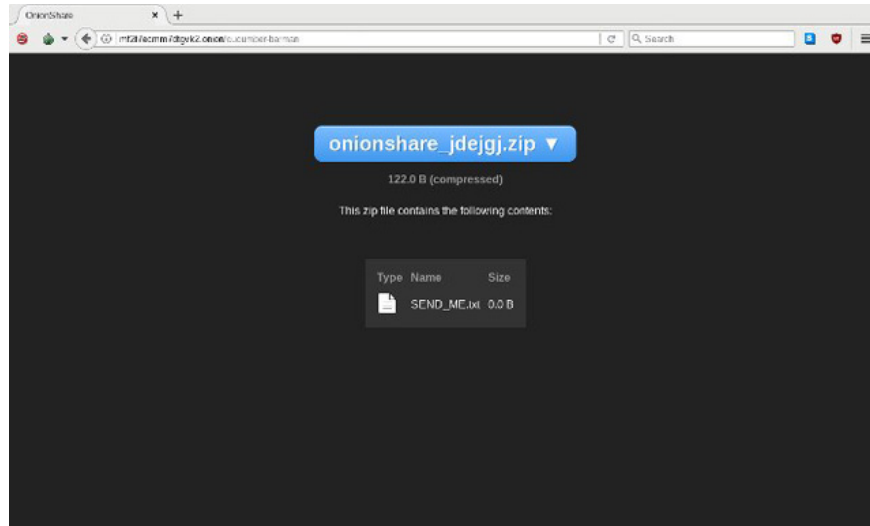 OnionShare
Search
onionshare_jdejgj.zip ▼
122.0 B (compressed)
This zip file contains the following contents:
Type Name Size
SEND_ME.txt 0.0 B